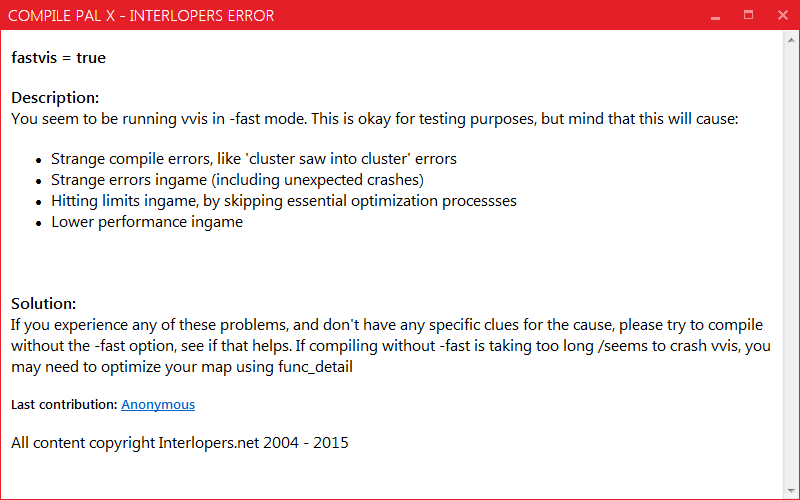 COMPILE PAL X - INTERLOPERS ERROR
fastvis = true
Description:
You seem to be running vvis in -fast mode. This is okay for testing purposes, but mind that this will cause:
• Strange compile errors, like 'cluster saw into cluster' errors
• Strange errors ingame (including unexpected crashes)
• Hitting limits ingame, by skipping essential optimization processses
• Lower performance ingame
Solution:
If you experience any of these problems, and don't have any specific clues for the cause, please try to compile
without the -fast option, see if that helps. If compiling without -fast is taking too long /seems to crash vvis, you
may need to optimize your map using func_detail
Last contribution: Anonymous
All content copyright Interlopers.net 2004 - 2015